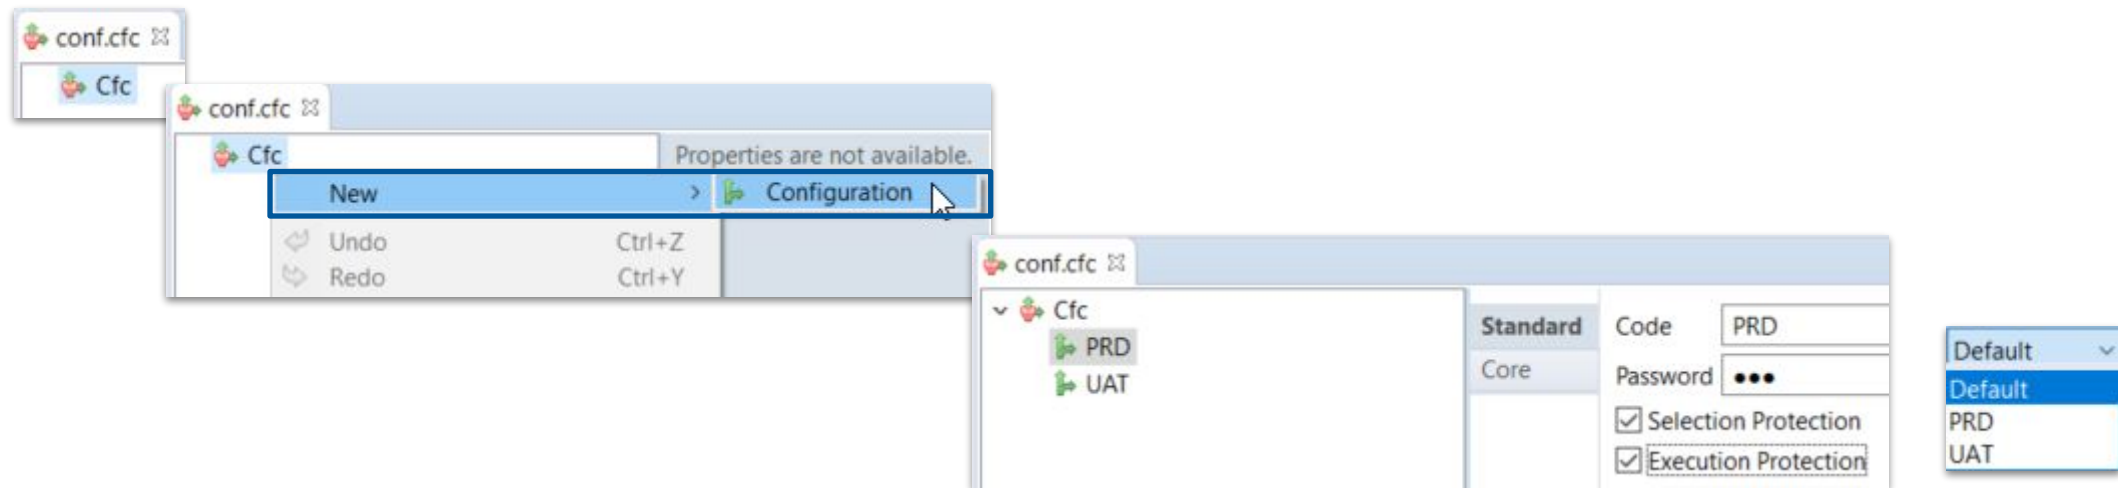 conf.cfc
Cfc
conf.cfc
Cfc
Properties are not available.
New
Configuration
Undo Ctrl+Z
Redo Ctrl+Y
conf.cfc
Cfc
PRD
UAT
Standard
Core
Code PRD
Password •••
Selection Protection
Execution Protection
Default
Default
PRD
UAT